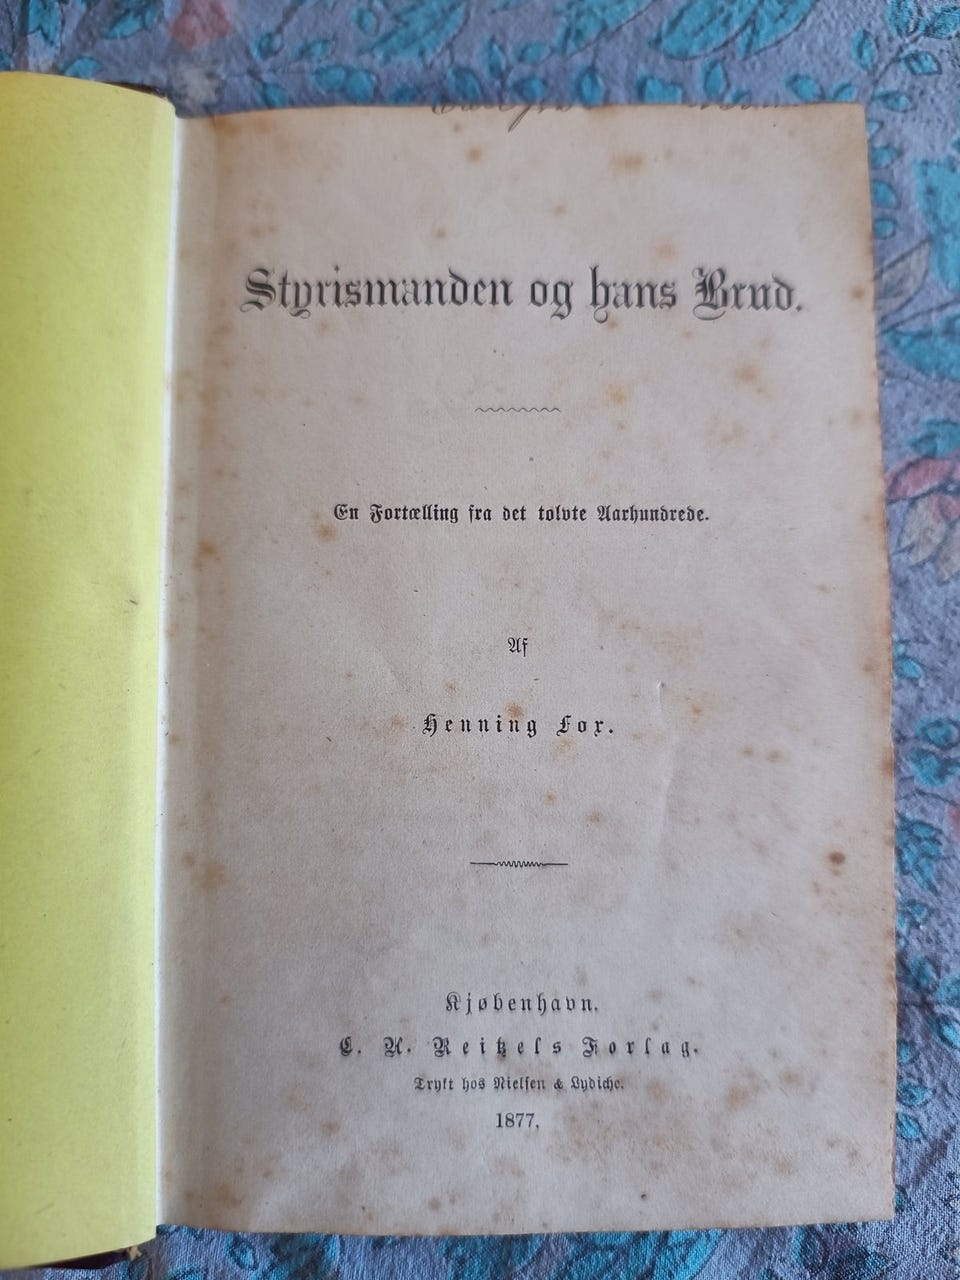 Styrismanden og hans Brud.
En Fortælling fra det tolvte Aarhundrede.
Af
Henning Fox.
Kjøbenhavn.
C. A. Reitzels Forlag.
Trykt hos Nielsen & Lydiche.
1877.